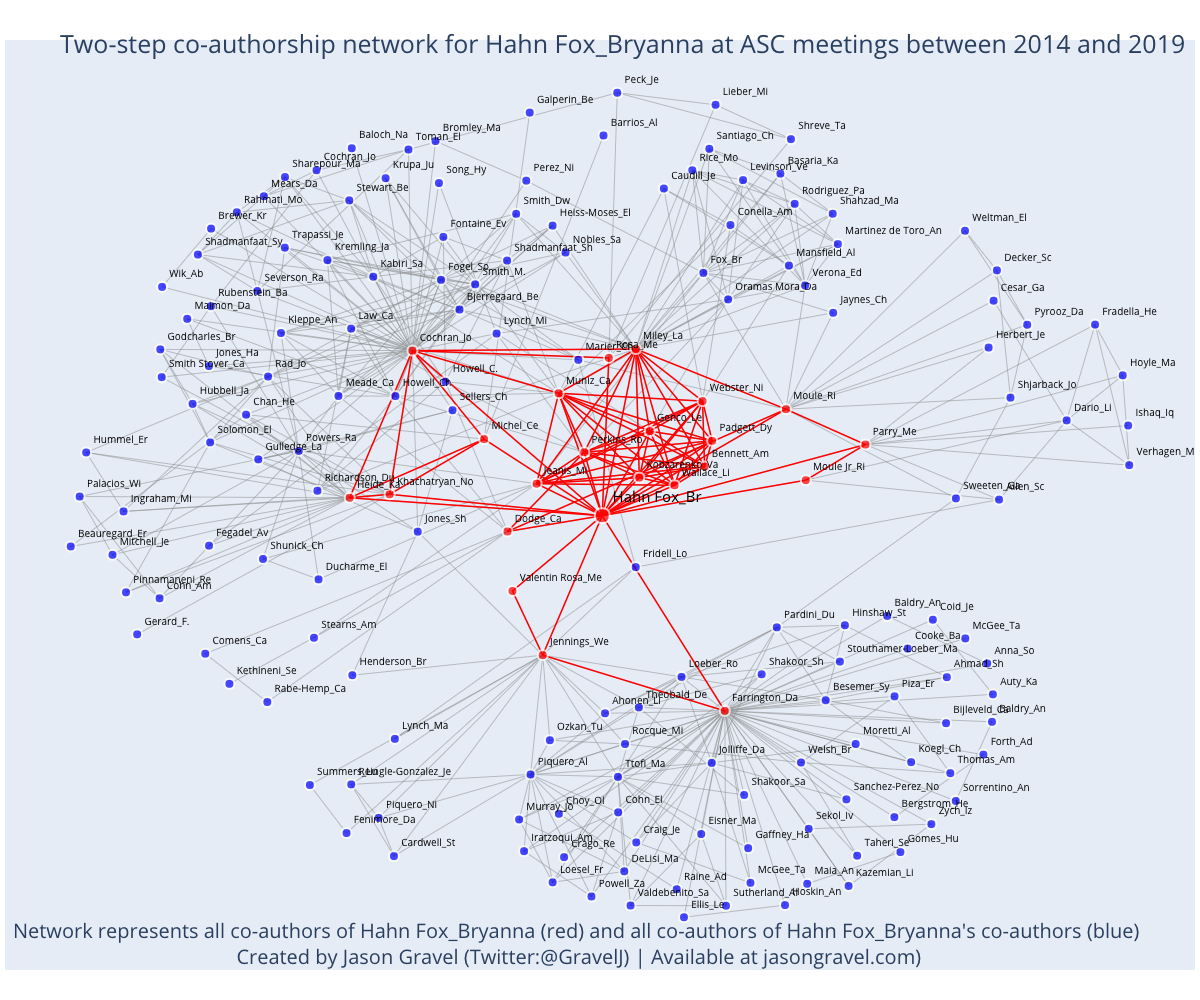 Two-step co-authorship network for Hahn Fox_Bryanna at ASC meetings between 2014 and 2019
Peck_Je
Galperin_Be
Lieber_Mi
Barrios_Al
Shreve_Ta
Bromley_Ma
Baloch_Na
Toman_El
Santiago_Ch
Cochran_Jo
Rice_Mo
Basaria_Ka
Sharepour_Ma
Krupa_Ju
Song_Hy
Perez_Ni
Levinson_Ve
Caudill_Je
Mears_Da
Stewart_Be
Rodriguez_Pa
Rahmati_Mo
Smith_Dw
Shahzad_Ma
Brewer_Kr
Heiss-Moses_El
Conella_Am
Weltman_El
Fontaine_Ev
Martinez de Toro_An
Trapassi_Je
Shadmanfaat_Sy
Kremling_Ja
Shadmanfaat_Sh
Nobles_Sa
Mansfield_Al
Decker_Sc
Fox_Br
Kabiri_Sa
Fogel_So
Smith_M.
Verona_Ed
Wik_Ab
Severson_Ra
Oramas Mora_Da
Cesar_Ga
Rubenstein_Ba
Bjerregaard_Be
Maimon_Da
Jaynes_Ch
Pyrooz_Da
Fradella_He
Kleppe_An
Law_Ca
Lynch_Mi
Godcharles_Br
Cochran_Jo
Miley_La
Herbert_Je
Jones_Ha
Rosa_Me
Smith Stover_Ca
Rad_Jo
Howell_C.
Hoyle_Ma
Hubbell_Ja
Meade_Ca
Muniz_Ca
Webster_Ni
Moule_Ri
Shjarback_Jo
Chan_He
Sellers_Ch
Dario_Li
Ishaq_Iq
Solomon_El
Michel_Ce
Gerico_Le
Padgett_Dy
Hummel_Er
Powers_Ra
Perkins_Ro
Parry_Me
Gulledge_La
Bennett_Am
Verhagen_M
Richardson_Du
Jeanis_Mi
Kobzarenko_Va
Wallace_Li
Moule Jr_Ri
Palacios_Wi
Heide_Ka
Khachatryan_No
Hahn Fox_Br
Sweeten_Ga
Allen_Sc
Ingraham_Mi
Beauregard_Er
Fegadel_Av
Jones_Sh
Dodge_Ca
Mitchell_Je
Shunick_Ch
Fridell_Lo
Pinnamaneni_Re
Conn_Am
Ducharme_El
Valentin Rosa_Me
Gerard_F.
Stearns_Am
Pardini_Du
Hinshaw_St
Baldry_An
Coid_Je
McGee_Ta
Comens_Ca
Jennings_We
Cooke_Ba
Stouthamer-Loeber_Ma
Anna_So
Kethineni_Se
Henderson_Br
Loeber_Ro
Shakoor_Sh
Ahmad_Sh
Rabe-Hemp_Ca
Theobald_De
Farrington_Da
Besemer_Sy
Piza_Er
Auty_Ka
Ahonen_Li
Bijleveld_Ca
Baldry_An
Lynch_Ma
Ozkan_Tu
Rocque_Mi
Moretti_Al
Jolliffe_Da
Welsh_Br
Koegl_Ch
Forth_Ad
Piquero_Al
Ttofi_Ma
Thomas_Am
Summers_Lu
Rungle-Gonzalez_Je
Shakoor_Sa
Sanchez-Perez_No
Sorrentino_An
Piquero_Ni
Murray_Jo
Choy_Ol
Cohn_El
Bergstrom_He
Zych_Iz
Fenimore_Da
Eisner_Ma
Sekol_Iv
Cardwell_St
Iratzoqui_Am
Crago_Re
Craig_Je
Gaffney_Ha
Taheri_Se
Gomes_Hu
Loesel_Fr
DeLisi_Ma
McGee_Ta
Maia_An
Kazemian_Li
Powell_Za
Raine_Ad
Valdebenito_Sa
Sutherland_Al
Hoskin_An
Ellis_Le
Network represents all co-authors of Hahn Fox_Bryanna (red) and all co-authors of Hahn Fox_Bryanna's co-authors (blue)
Created by Jason Gravel (Twitter:@GravelJ) | Available at jasongravel.com)